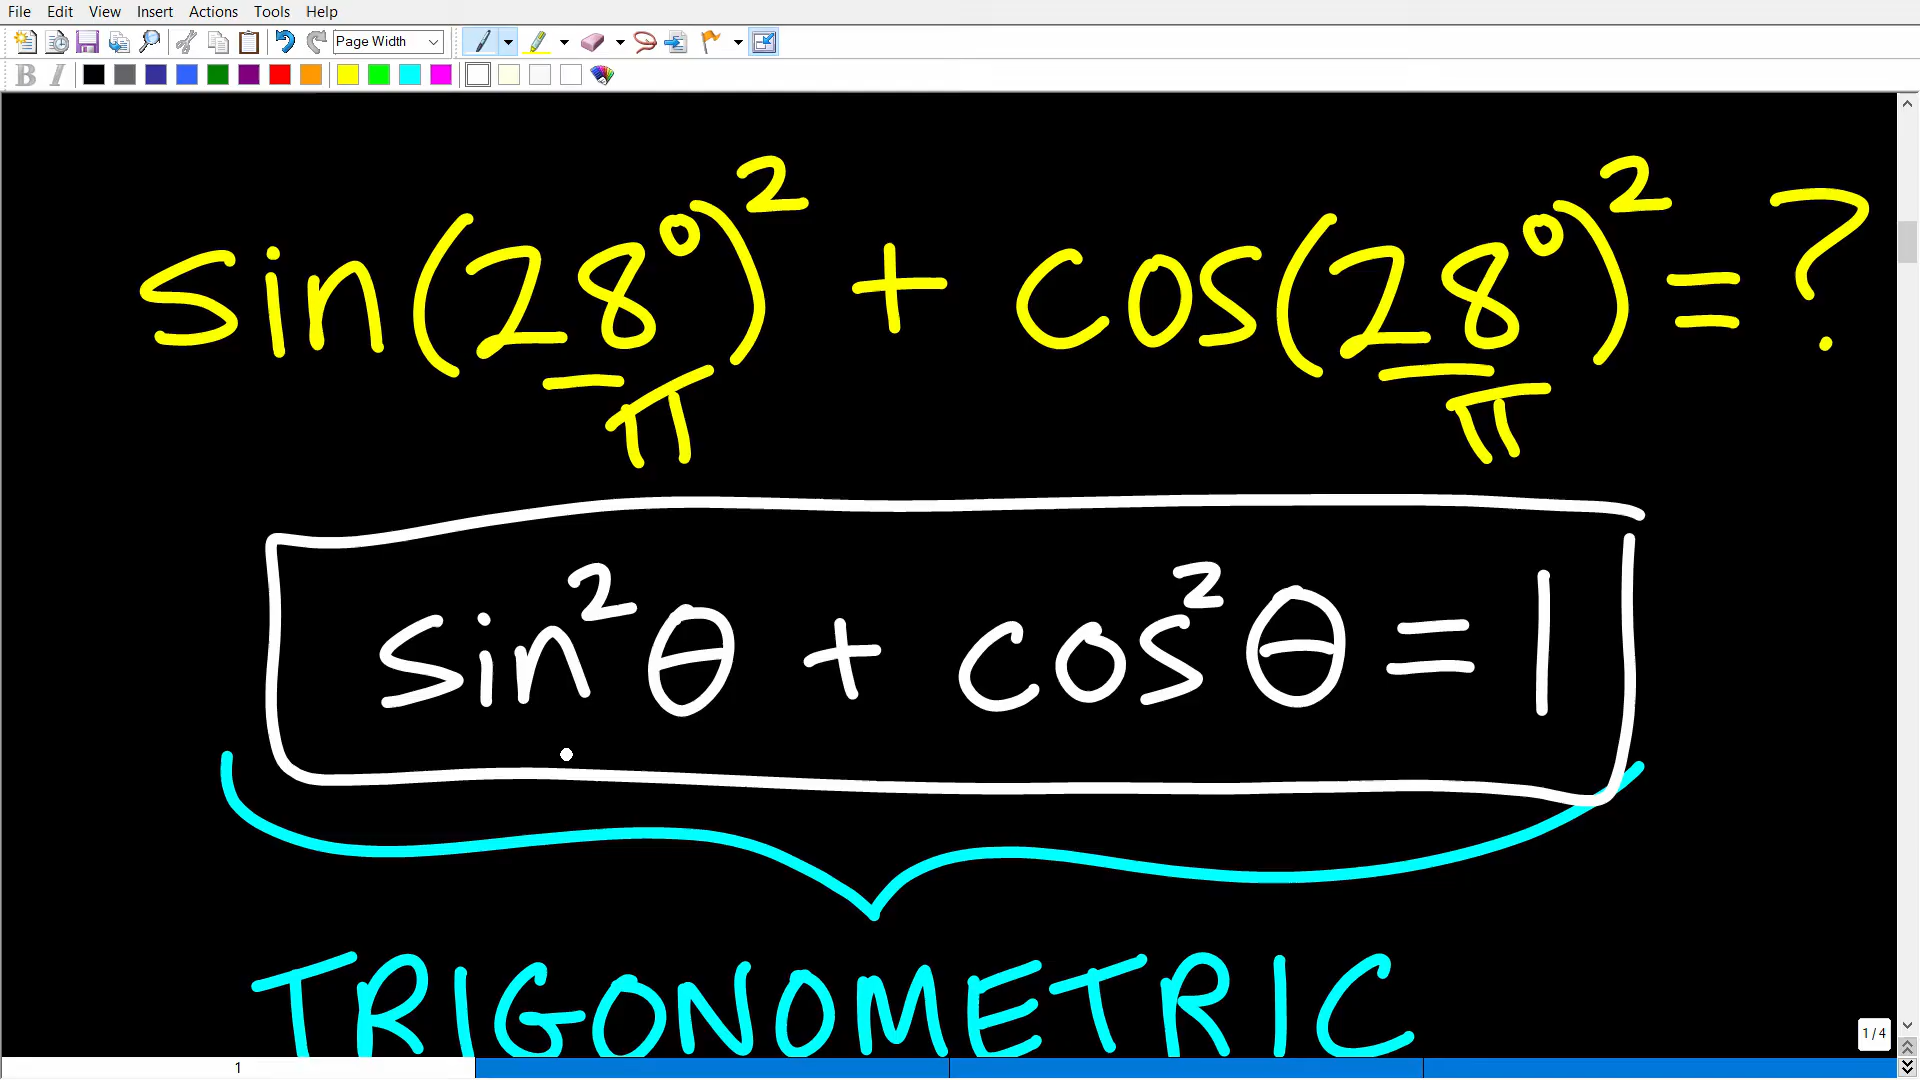 File Edit View Insert Actions Tools Help
Page Width
B I
sin(28°)² + cos(28°)² = ?
π π
sin²θ + cos²θ = 1
TRIGONOMETRIC
1 / 4
1